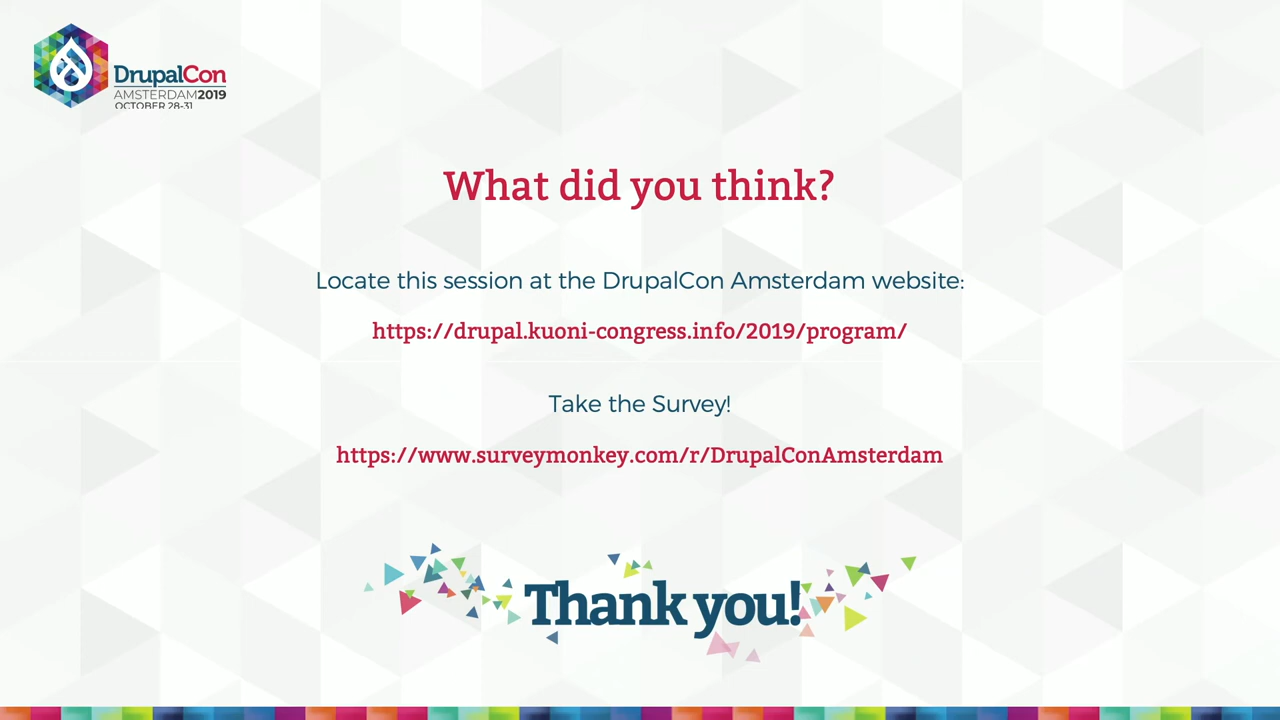 DrupalCon
AMSTERDAM2019
OCTOBER 28-31
What did you think?
Locate this session at the DrupalCon Amsterdam website:
https://drupal.kuoni-congress.info/2019/program/
Take the Survey!
https://www.surveymonkey.com/r/DrupalConAmsterdam
Thank you!